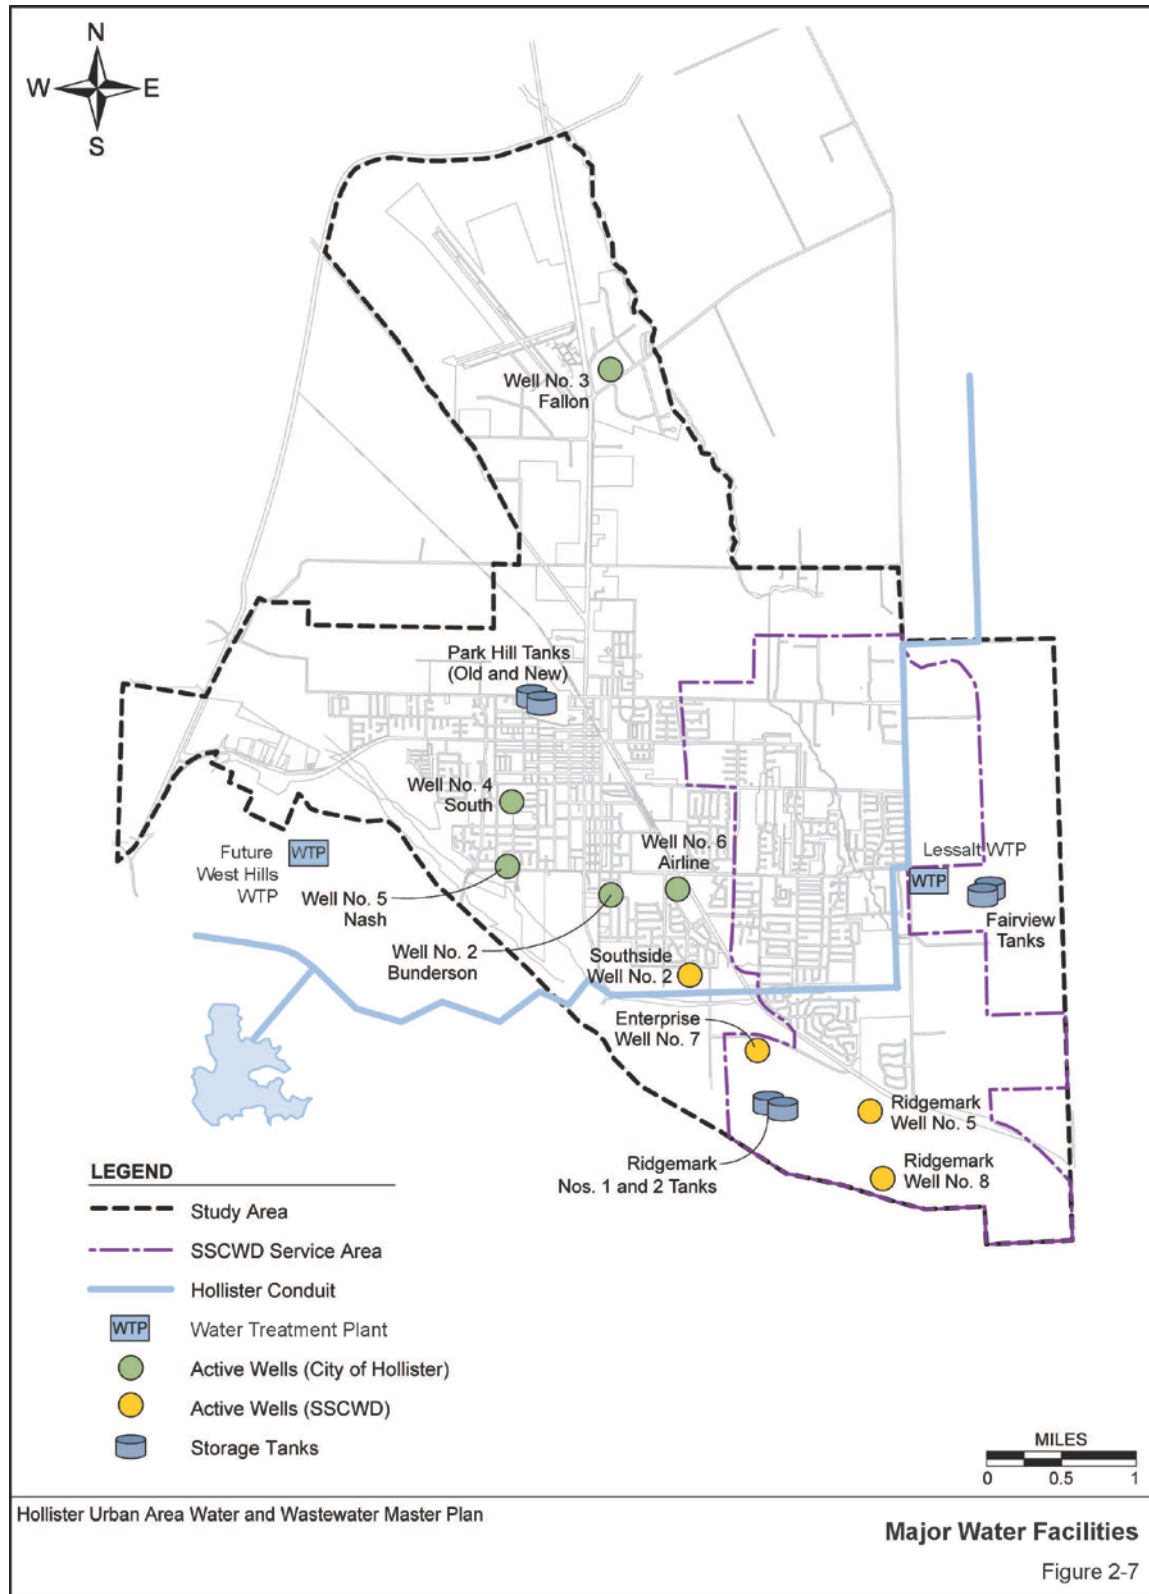 N
W E
S
Well No. 3
Fallon
Park Hill Tanks
(Old and New)
Well No. 4
South
Well No. 6
Airline
Lessalt WTP
Future
West Hills
WTP
WTP
WTP
Well No. 5
Nash
Fairview
Tanks
Well No. 2
Bunderson
Southside
Well No. 2
Enterprise
Well No. 7
Ridgemark
Well No. 5
Ridgemark
Nos. 1 and 2 Tanks
Ridgemark
Well No. 8
LEGEND
Study Area
SSCWD Service Area
Hollister Conduit
WTP Water Treatment Plant
Active Wells (City of Hollister)
Active Wells (SSCWD)
Storage Tanks
MILES
0 0.5 1
Hollister Urban Area Water and Wastewater Master Plan
Major Water Facilities
Figure 2-7